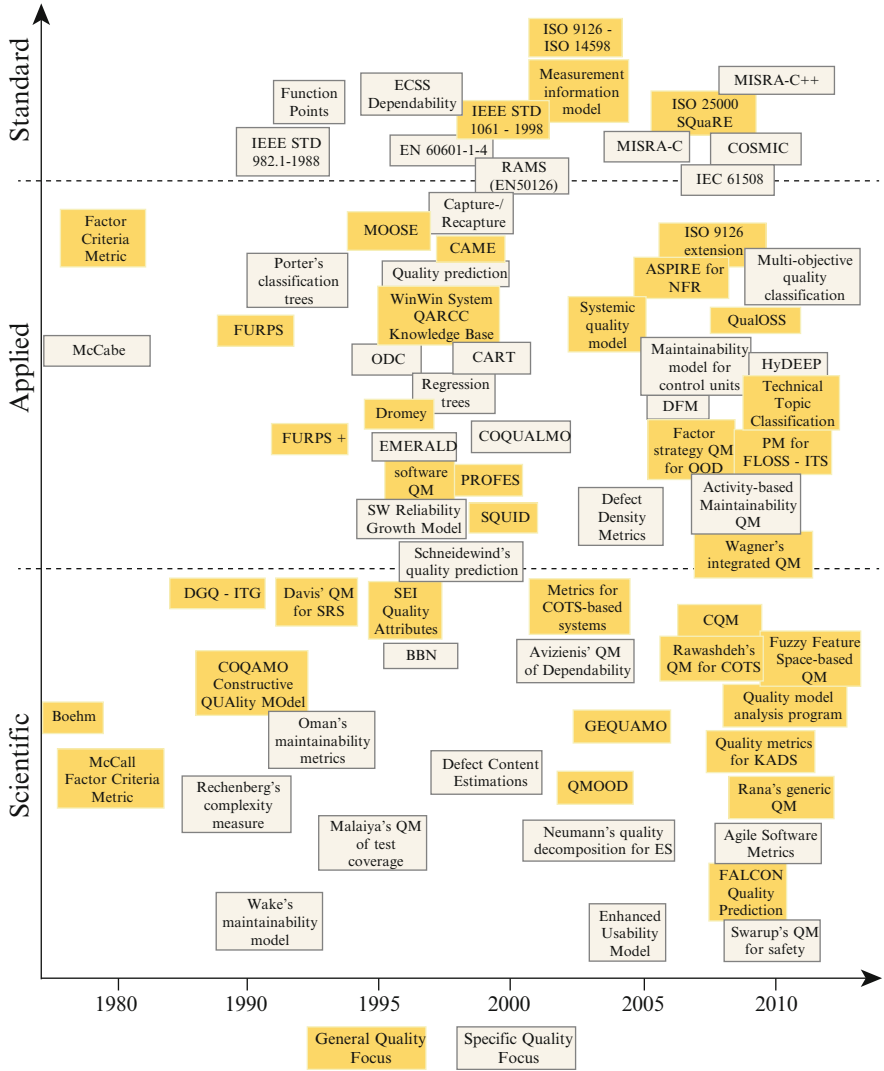 Standard
ISO 9126 -
ISO 14598
Measurement
information
model
MISRA-C++
ECSS
Dependability
Function
Points
IEEE STD
1061 - 1998
ISO 25000
SQuaRE
IEEE STD
982.1-1988
EN 60601-1-4
MISRA-C
COSMIC
RAMS
(EN50126)
IEC 61508
Applied
Factor
Criteria
Metric
Capture-/
Recapture
MOOSE
CAME
ISO 9126
extension
Porter's
classification
trees
Quality prediction
ASPIRE for
NFR
Multi-objective
quality
classification
WinWin System
QARCC
Knowledge Base
FURPS
Systemic
quality
model
QualOSS
McCabe
ODC
CART
Maintainability
model for
control units
HyDEEP
Regression
trees
Technical
Topic
Classification
DFM
Dromey
FURPS +
EMERALD
COQUALMO
Factor
strategy QM
for OOD
PM for
FLOSS - ITS
software
QM
PROFES
SW Reliability
Growth Model
SQUID
Defect
Density
Metrics
Activity-based
Maintainability
QM
Schneidewind's
quality prediction
Wagner's
integrated QM
Scientific
DGQ - ITG
Davis' QM
for SRS
SEI
Quality
Attributes
Metrics for
COTS-based
systems
CQM
BBN
Avizienis' QM
of Dependability
Rawashdeh's
QM for COTS
Fuzzy Feature
Space-based
QM
COQAMO
Constructive
QUAlity MOdel
Quality model
analysis program
Boehm
Oman's
maintainability
metrics
GEQUAMO
McCall
Factor Criteria
Metric
Defect Content
Estimations
Quality metrics
for KADS
Rechenberg's
complexity
measure
QMOOD
Rana's generic
QM
Malaiya's QM
of test
coverage
Neumann's quality
decomposition for ES
Agile Software
Metrics
FALCON
Quality
Prediction
Wake's
maintainability
model
Enhanced
Usability
Model
Swarup's QM
for safety
1980
1990
1995
2000
2005
2010
General Quality
Focus
Specific Quality
Focus